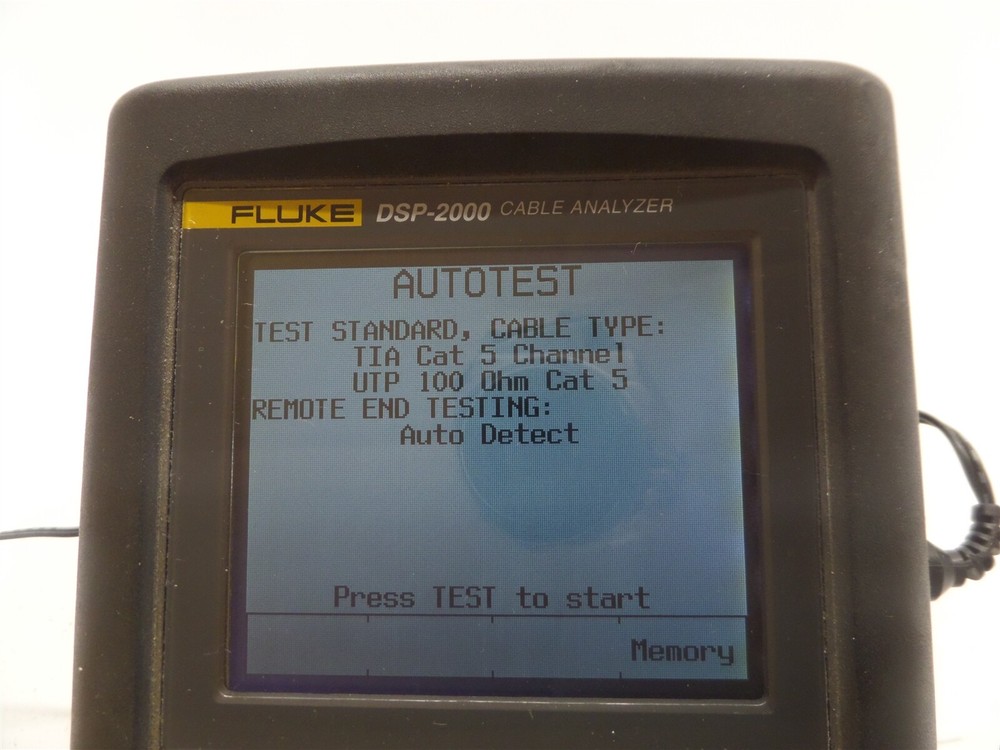 FLUKE DSP-2000 CABLE ANALYZER
AUTOTEST
TEST STANDARD, CABLE TYPE:
TIA Cat 5 Channel
UTP 100 Ohm Cat 5
REMOTE END TESTING:
Auto Detect
Press TEST to start
Memory